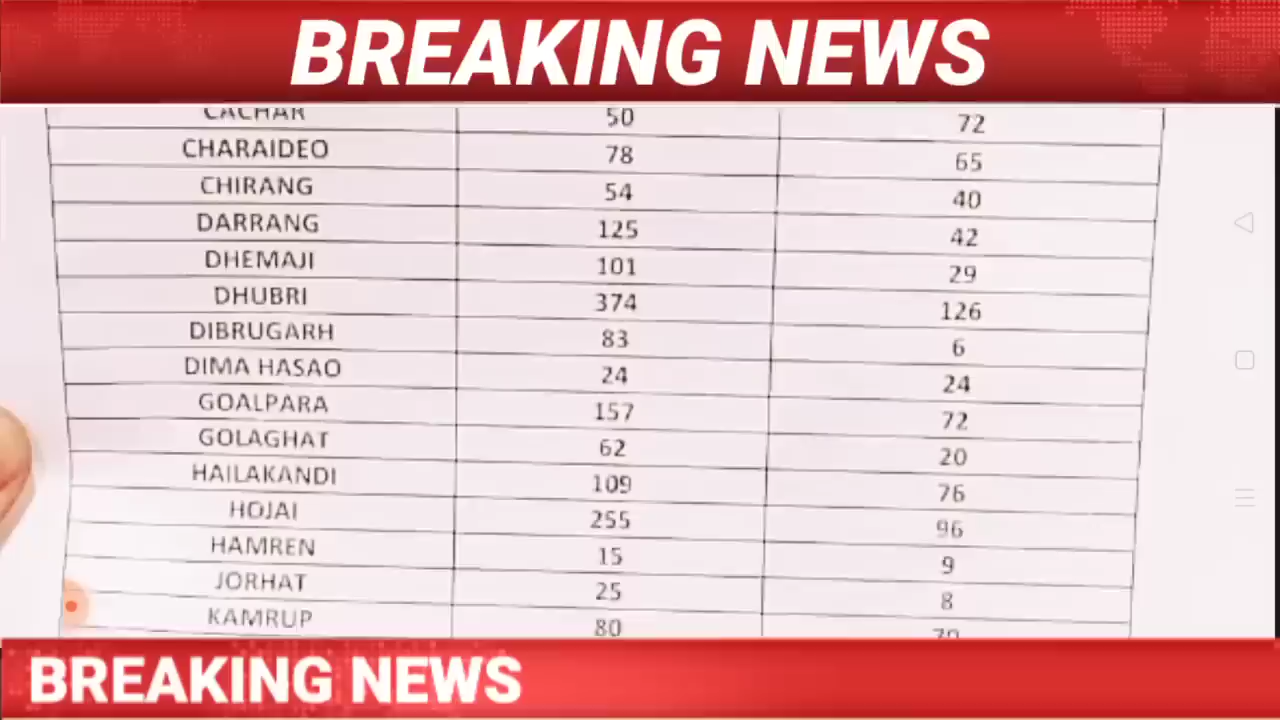 BREAKING NEWS
CACHAR 50 72
CHARAIDEO 78 65
CHIRANG 54 40
DARRANG 125 42
DHEMAJI 101 29
DHUBRI 374 126
DIBRUGARH 83 6
DIMA HASAO 24 24
GOALPARA 157 72
GOLAGHAT 62 20
HAILAKANDI 109 76
HOJAI 255 96
HAMREN 15 9
JORHAT 25 8
KAMRUP 80
BREAKING NEWS